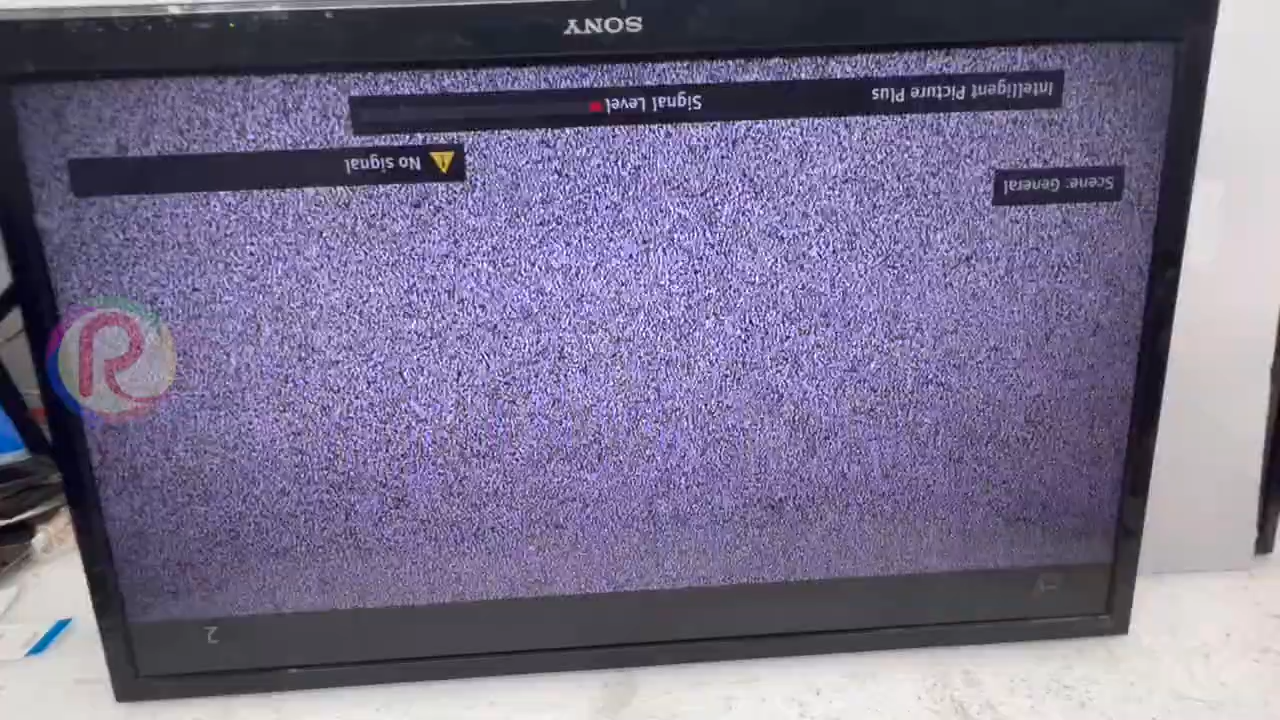 2
Scene: General
⚠ No signal
Intelligent Picture Plus Signal Level
SONY
R